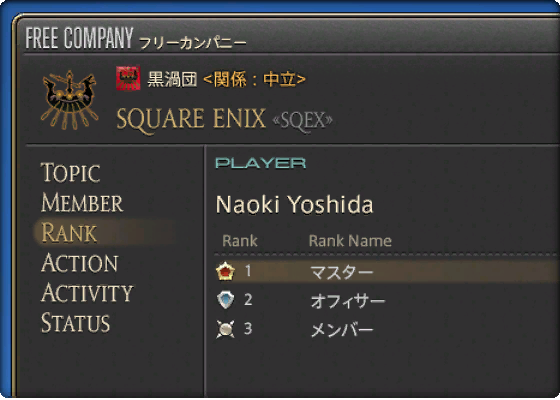 FREE COMPANY フリーカンパニー
黒渦団 <関係：中立>
SQUARE ENIX «SQEX»
TOPIC
MEMBER
RANK
ACTION
ACTIVITY
STATUS
PLAYER
Naoki Yoshida
Rank Rank Name
1 マスター
2 オフィサー
3 メンバー